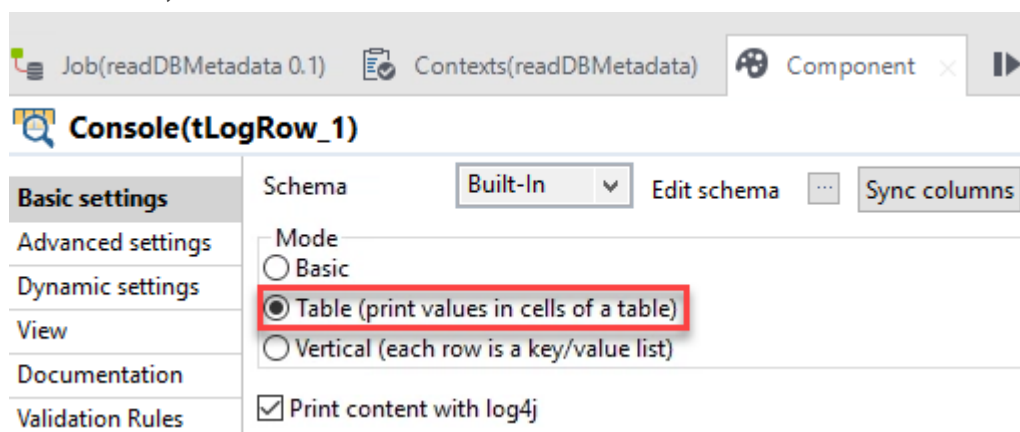 Job(readDBMetadata 0.1) Contexts(readDBMetadata) Component
Console(tLogRow_1)
Basic settings
Advanced settings
Dynamic settings
View
Documentation
Validation Rules
Schema Built-In Edit schema ... Sync columns
Mode
Basic
Table (print values in cells of a table)
Vertical (each row is a key/value list)
Print content with log4j